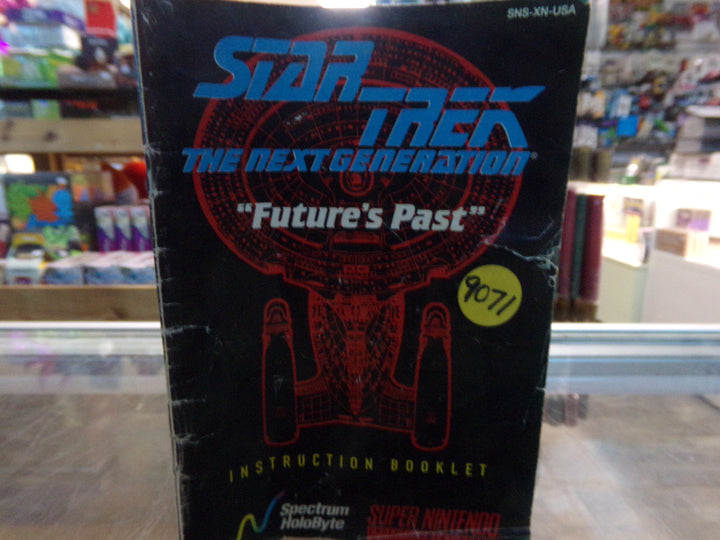 SNS-XN-USA
STAR
TREK
THE NEXT GENERATION®
"Future's Past"
9071
INSTRUCTION BOOKLET
Spectrum
HoloByte
SUPER NINTENDO